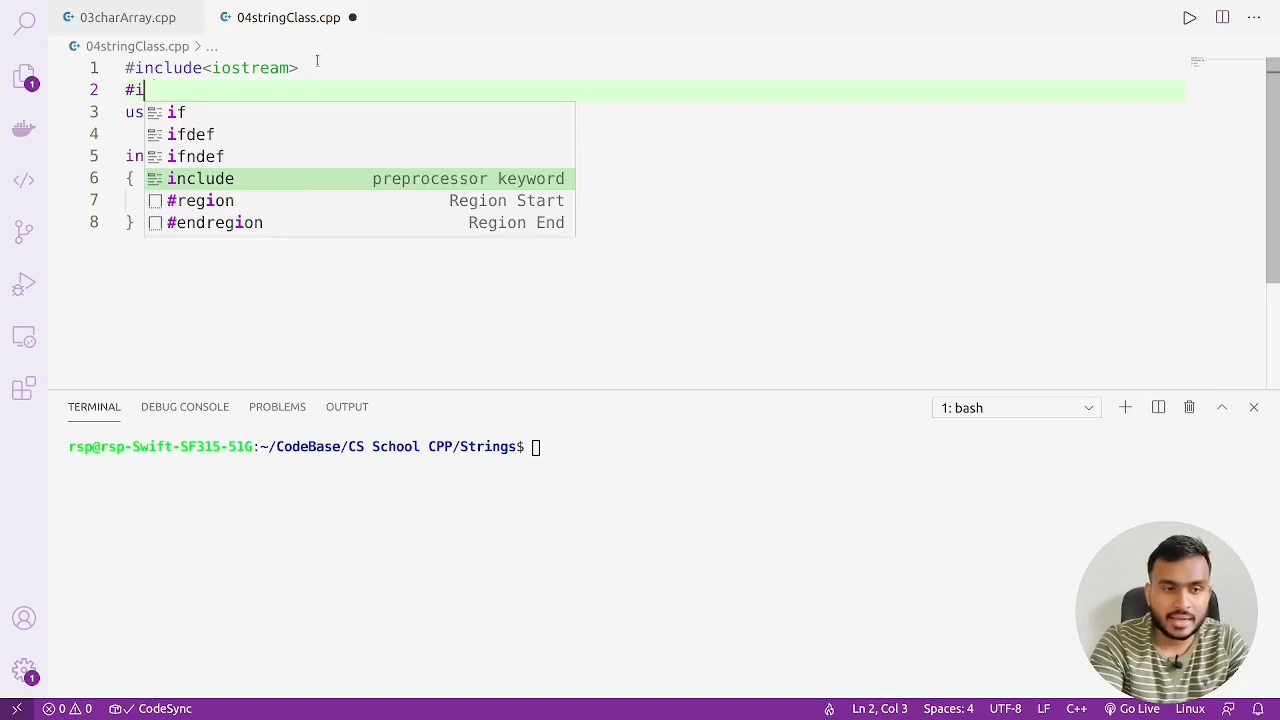 03charArray.cpp
04stringClass.cpp
04stringClass.cpp > ...
1 #include<iostream>
2 #i
3 us
4
5 in
6 {
7
8 }
if
ifdef
ifndef
include preprocessor keyword
#region Region Start
#endregion Region End
1
TERMINAL DEBUG CONSOLE PROBLEMS OUTPUT 1: bash
rsp@rsp-Swift-SF315-51G:~/CodeBase/CS School CPP/Strings$
1
0 0 CodeSync Ln 2, Col 3 Spaces: 4 UTF-8 LF C++ Go Live Linux